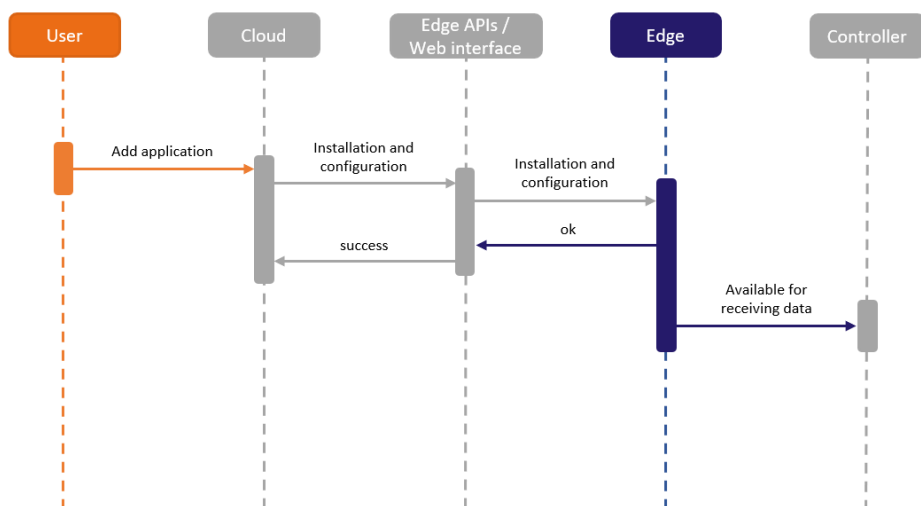 User
Cloud
Edge APIs /
Web interface
Edge
Controller
Add application
Installation and
configuration
Installation and
configuration
ok
success
Available for
receiving data